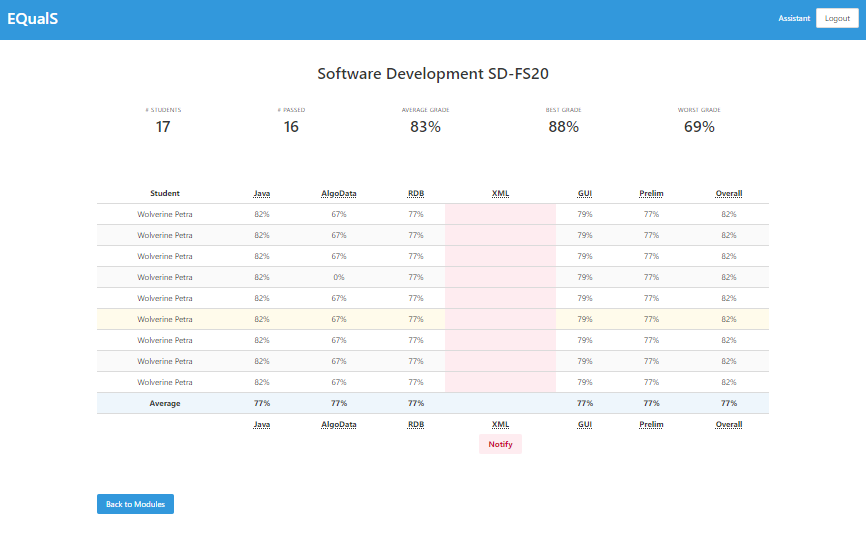 EQualS Assistant Logout
Software Development SD-FS20
# STUDENTS # PASSED AVERAGE GRADE BEST GRADE WORST GRADE
17 16 83% 88% 69%
Student Java AlgoData RDB XML GUI Prelim Overall
Wolverine Petra 82% 67% 77% 79% 77% 82%
Wolverine Petra 82% 67% 77% 79% 77% 82%
Wolverine Petra 82% 67% 77% 79% 77% 82%
Wolverine Petra 82% 0% 77% 79% 77% 82%
Wolverine Petra 82% 67% 77% 79% 77% 82%
Wolverine Petra 82% 67% 77% 79% 77% 82%
Wolverine Petra 82% 67% 77% 79% 77% 82%
Wolverine Petra 82% 67% 77% 79% 77% 82%
Wolverine Petra 82% 67% 77% 79% 77% 82%
Average 77% 77% 77% 77% 77% 77%
Java AlgoData RDB XML GUI Prelim Overall
Notify
Back to Modules